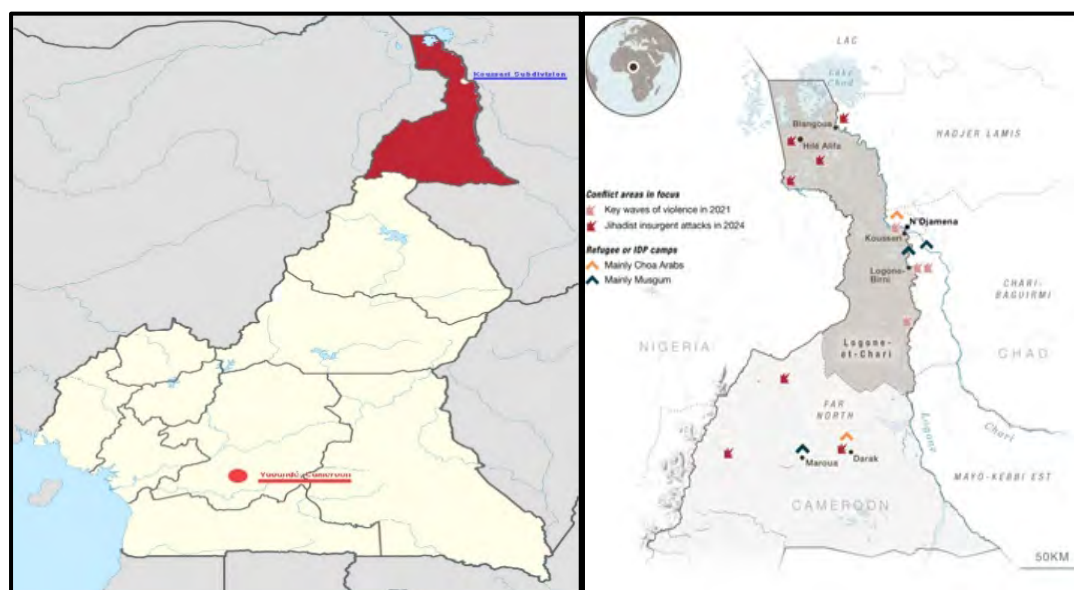 Kousseri Subdivision
Yaoundé, Cameroon
LAC
Lake
Chad
Blangoua
Hilé Alifa
HADJER LAMIS
Conflict areas in focus
Key waves of violence in 2021
Jihadist insurgent attacks in 2024
Refugee or IDP camps
Mainly Choa Arabs
Mainly Musgum
N'Djamena
Kousseri
Logone-
Birni
CHARI-
BAGUIRMI
NIGERIA
Logone-
et-Chari
CHAD
FAR
NORTH
Logone
Chari
Maroua
Darak
MAYO-KEBBI EST
CAMEROON
50KM